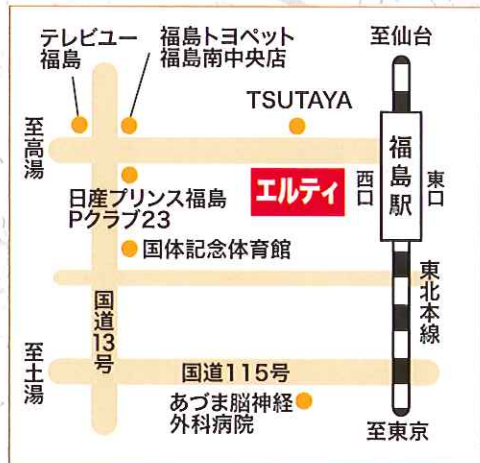 テレビユー
福島
福島トヨペット
福島南中央店
至仙台
TSUTAYA
至高湯
福島駅
西口
東口
エルティ
日産プリンス福島
Pクラブ23
国体記念体育館
東北本線
国道13号
至土湯
国道115号
あづま脳神経
外科病院
至東京